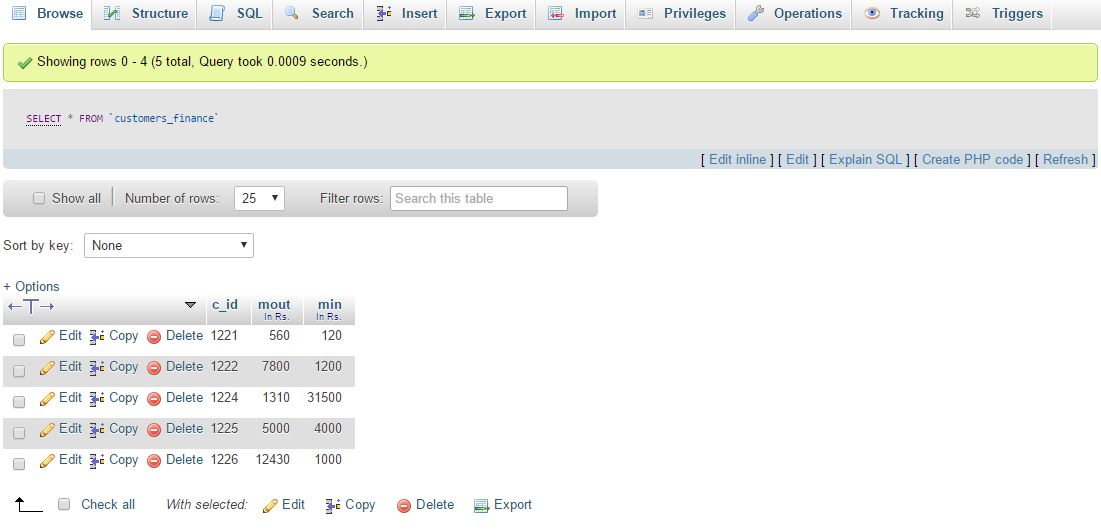 Browse Structure SQL Search Insert Export Import Privileges Operations Tracking Triggers
Showing rows 0 - 4 (5 total, Query took 0.0009 seconds.)
SELECT * FROM `customers_finance`
[ Edit inline ] [ Edit ] [ Explain SQL ] [ Create PHP code ] [ Refresh ]
Show all Number of rows: 25 Filter rows: Search this table
Sort by key: None
+ Options
c_id mout min
In Rs. In Rs.
Edit Copy Delete 1221 560 120
Edit Copy Delete 1222 7800 1200
Edit Copy Delete 1224 1310 31500
Edit Copy Delete 1225 5000 4000
Edit Copy Delete 1226 12430 1000
Check all With selected: Edit Copy Delete Export